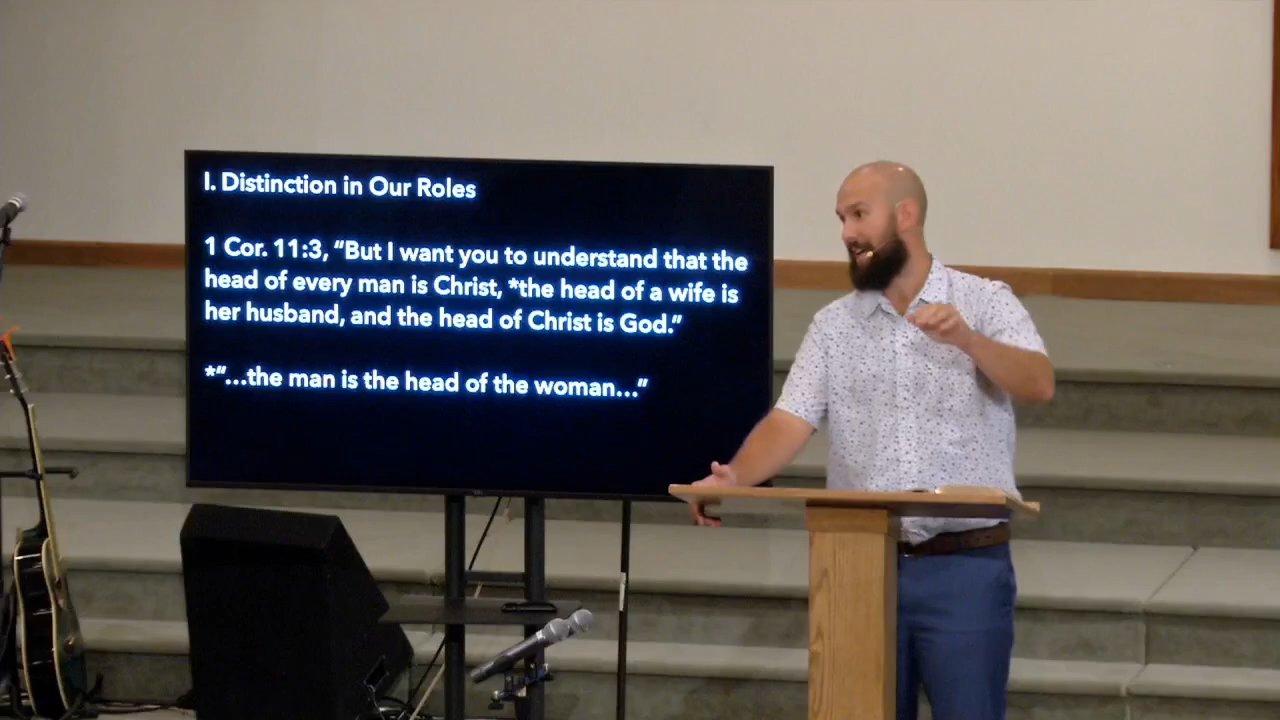 I. Distinction in Our Roles
1 Cor. 11:3, “But I want you to understand that the
head of every man is Christ, *the head of a wife is
her husband, and the head of Christ is God.”
*“…the man is the head of the woman…”